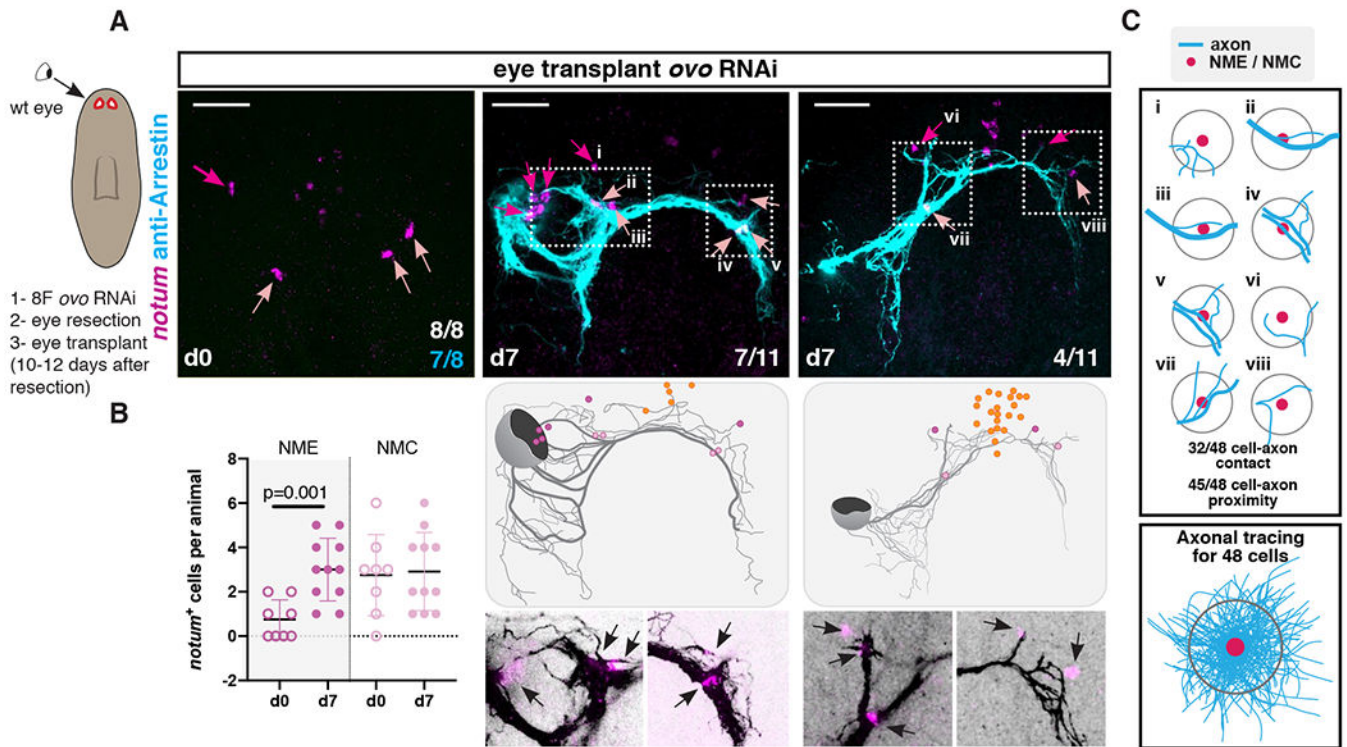 A
wt eye
1- 8F ovo RNAi
2- eye resection
3- eye transplant
(10-12 days after
resection)
notum anti-Arrestin
eye transplant ovo RNAi
8/8
7/8
d0
i
ii
iii
iv
v
d7
7/11
vi
vii
viii
d7
4/11
B
NME
NMC
p=0.001
notum+ cells per animal
8
6
4
2
0
-2
d0
d7
d0
d7
C
axon
NME / NMC
i
ii
iii
iv
v
vi
vii
viii
32/48 cell-axon
contact
45/48 cell-axon
proximity
Axonal tracing
for 48 cells